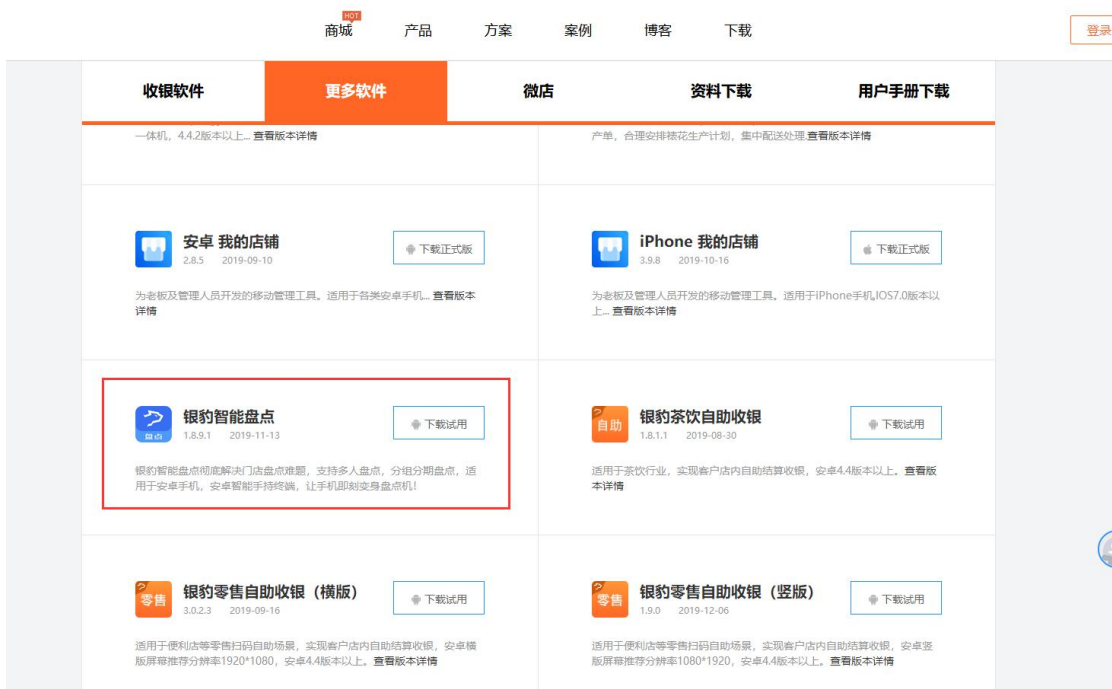 HOT
商城 产品 方案 案例 博客 下载
登录
收银软件 更多软件 微店 资料下载 用户手册下载
一体机，4.4.2版本以上... 查看版本详情
产单，合理安排裱花生产计划，集中配送处理.查看版本详情
安卓 我的店铺
2.8.5 2019-09-10
下载正式版
为老板及管理人员开发的移动管理工具。适用于各类安卓手机... 查看版本
详情
iPhone 我的店铺
3.9.8 2019-10-16
下载正式版
为老板及管理人员开发的移动管理工具。适用于iPhone手机,IOS7.0版本以
上... 查看版本详情
银豹智能盘点
盘点
1.8.9.1 2019-11-13
下载试用
银豹智能盘点彻底解决门店盘点难题，支持多人盘点，分组分期盘点，适
用于安卓手机，安卓智能手持终端，让手机即刻变身盘点机！
自助
银豹茶饮自助收银
1.8.1.1 2019-08-30
下载试用
适用于茶饮行业，实现客户店内自助结算收银，安卓4.4版本以上。查看版
本详情
零售
银豹零售自助收银（横版）
3.0.2.3 2019-09-16
下载试用
适用于便利店等零售扫码自助场景，实现客户店内自助结算收银，安卓横
版屏幕推荐分辨率1920*1080，安卓4.4版本以上。查看版本详情
零售
银豹零售自助收银（竖版）
1.9.0 2019-12-06
下载试用
适用于便利店等零售扫码自助场景，实现客户店内自助结算收银，安卓竖
版屏幕推荐分辨率1080*1920，安卓4.4版本以上。查看版本详情